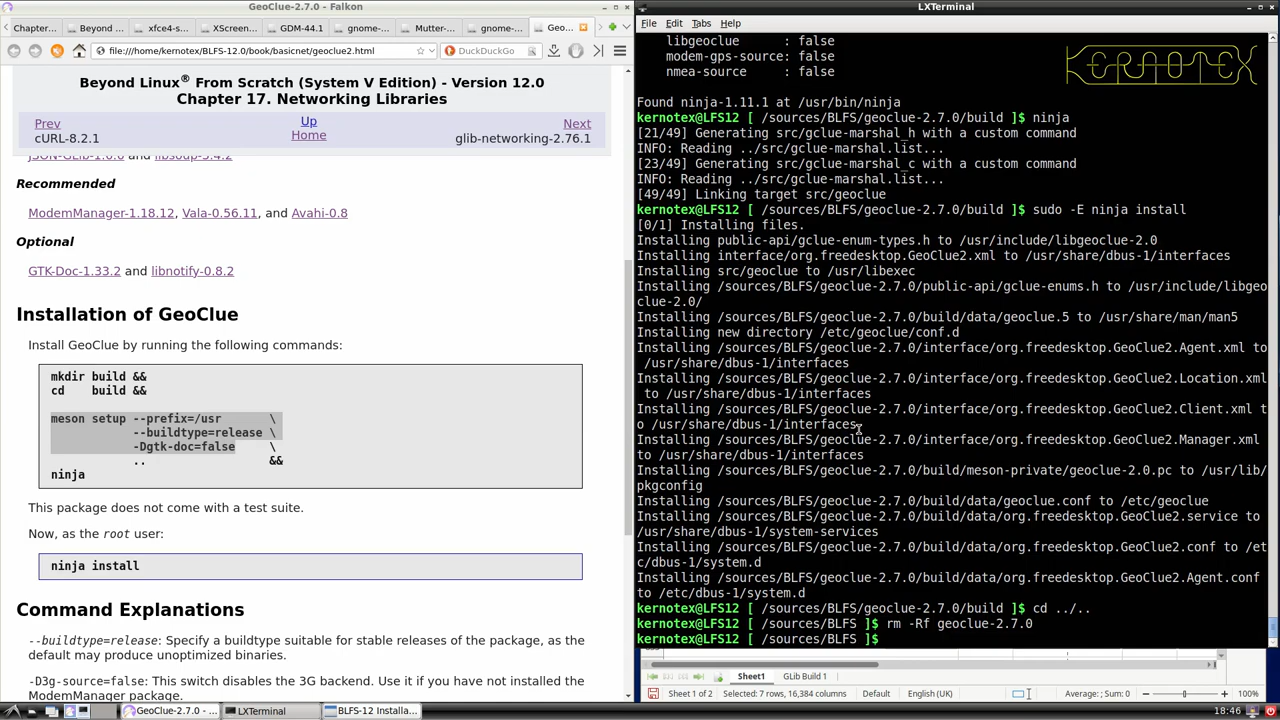 GeoClue-2.7.0 - Falkon
Chapter...
xfce4-s...
XScreen...
GDM-44.1
gnome-...
Mutter-...
gnome-...
Geo...
file:///home/kernotex/BLFS-12.0/book/basicnet/geoclue2.html
DuckDuckGo
Beyond Linux® From Scratch (System V Edition) - Version 12.0
Chapter 17. Networking Libraries
Prev Up Next
cURL-8.2.1 Home glib-networking-2.76.1
JSON-GLib-1.6.6 and libsoup-3.4.2
Recommended
ModemManager-1.18.12, Vala-0.56.11, and Avahi-0.8
Optional
GTK-Doc-1.33.2 and libnotify-0.8.2
Installation of GeoClue
Install GeoClue by running the following commands:
mkdir build &&
cd    build &&
meson setup --prefix=/usr       \
            --buildtype=release \
            -Dgtk-doc=false     \
            ..                  &&
ninja
This package does not come with a test suite.
Now, as the root user:
ninja install
Command Explanations
--buildtype=release: Specify a buildtype suitable for stable releases of the package, as the
default may produce unoptimized binaries.
-D3g-source=false: This switch disables the 3G backend. Use it if you have not installed the
ModemManager package.
LXTerminal
File Edit Tabs Help
KERNOTEX
libgeoclue      : false
modem-gps-source: false
nmea-source     : false
Found ninja-1.11.1 at /usr/bin/ninja
kernotex@LFS12 [ /sources/BLFS/geoclue-2.7.0/build ]$ ninja
[21/49] Generating src/geoclue-marshal_h with a custom command
INFO: Reading ../src/gclue-marshal.list...
[23/49] Generating src/gclue-marshal_c with a custom command
INFO: Reading ../src/gclue-marshal.list...
[49/49] Linking target src/geoclue
kernotex@LFS12 [ /sources/BLFS/geoclue-2.7.0/build ]$ sudo -E ninja install
[0/1] Installing files.
Installing public-api/gclue-enum-types.h to /usr/include/libgeoclue-2.0
Installing interface/org.freedesktop.GeoClue2.xml to /usr/share/dbus-1/interfaces
Installing src/geoclue to /usr/libexec
Installing /sources/BLFS/geoclue-2.7.0/public-api/gclue-enums.h to /usr/include/libgeo
clue-2.0/
Installing /sources/BLFS/geoclue-2.7.0/build/data/geoclue.5 to /usr/share/man/man5
Installing new directory /etc/geoclue/conf.d
Installing /sources/BLFS/geoclue-2.7.0/interface/org.freedesktop.GeoClue2.Agent.xml to
/usr/share/dbus-1/interfaces
Installing /sources/BLFS/geoclue-2.7.0/interface/org.freedesktop.GeoClue2.Location.xml
to /usr/share/dbus-1/interfaces
Installing /sources/BLFS/geoclue-2.7.0/interface/org.freedesktop.GeoClue2.Client.xml t
o /usr/share/dbus-1/interfaces
Installing /sources/BLFS/geoclue-2.7.0/interface/org.freedesktop.GeoClue2.Manager.xml
to /usr/share/dbus-1/interfaces
Installing /sources/BLFS/geoclue-2.7.0/build/meson-private/geoclue-2.0.pc to /usr/lib/
pkgconfig
Installing /sources/BLFS/geoclue-2.7.0/build/data/geoclue.conf to /etc/geoclue
Installing /sources/BLFS/geoclue-2.7.0/build/data/org.freedesktop.GeoClue2.service to
/usr/share/dbus-1/system-services
Installing /sources/BLFS/geoclue-2.7.0/build/data/org.freedesktop.GeoClue2.conf to /et
c/dbus-1/system.d
Installing /sources/BLFS/geoclue-2.7.0/build/data/org.freedesktop.GeoClue2.Agent.conf
to /etc/dbus-1/system.d
kernotex@LFS12 [ /sources/BLFS/geoclue-2.7.0/build ]$ cd ../..
kernotex@LFS12 [ /sources/BLFS ]$ rm -Rf geoclue-2.7.0
kernotex@LFS12 [ /sources/BLFS ]$
Sheet1 GLib Build 1
Sheet 1 of 2 Selected: 7 rows, 16,384 columns Default English (UK) Average: ; Sum: 0 100%
GeoClue-2.7.0 - ... LXTerminal BLFS-12 Installa... 18:46